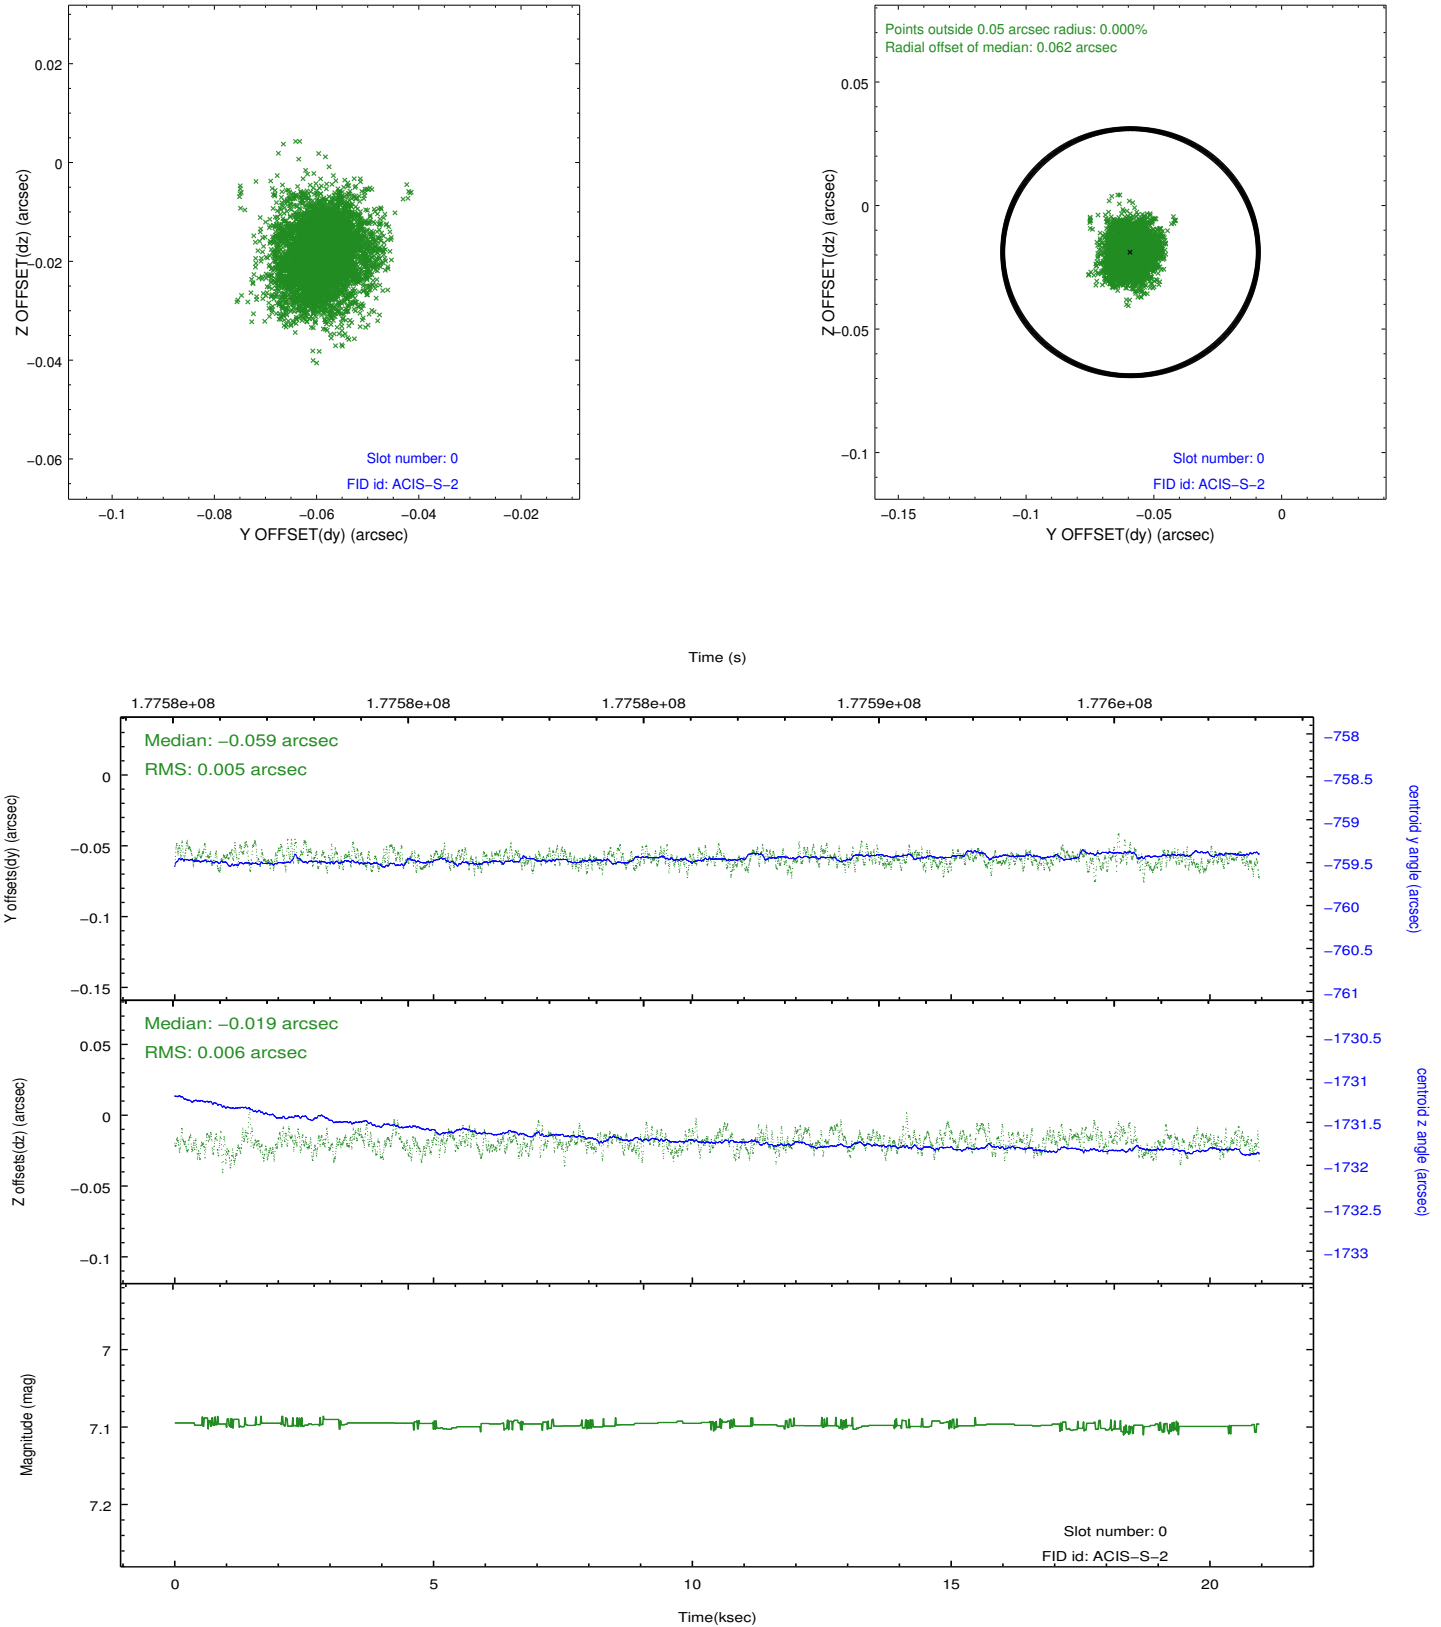 0.02
0
−0.02
−0.04
−0.06
Z OFFSET(dz) (arcsec)
Slot number: 0
FID id: ACIS−S−2
−0.1
−0.08
−0.06
−0.04
−0.02
Y OFFSET(dy) (arcsec)
Points outside 0.05 arcsec radius: 0.000%
Radial offset of median: 0.062 arcsec
0.05
0
−0.05
−0.1
Z OFFSET(dz) (arcsec)
Slot number: 0
FID id: ACIS−S−2
−0.15
−0.1
−0.05
0
Y OFFSET(dy) (arcsec)
Time (s)
1.7758e+08
1.7758e+08
1.7758e+08
1.7759e+08
1.776e+08
Median: −0.059 arcsec
RMS: 0.005 arcsec
0
−0.05
−0.1
−0.15
Y offsets(dy) (arcsec)
−758
−758.5
−759
−759.5
−760
−760.5
−761
centroid y angle (arcsec)
Median: −0.019 arcsec
RMS: 0.006 arcsec
0.05
0
−0.05
−0.1
Z offsets(dz) (arcsec)
−1730.5
−1731
−1731.5
−1732
−1732.5
−1733
centroid z angle (arcsec)
7
7.1
7.2
Magnitude (mag)
Slot number: 0
FID id: ACIS−S−2
0
5
10
15
20
Time(ksec)